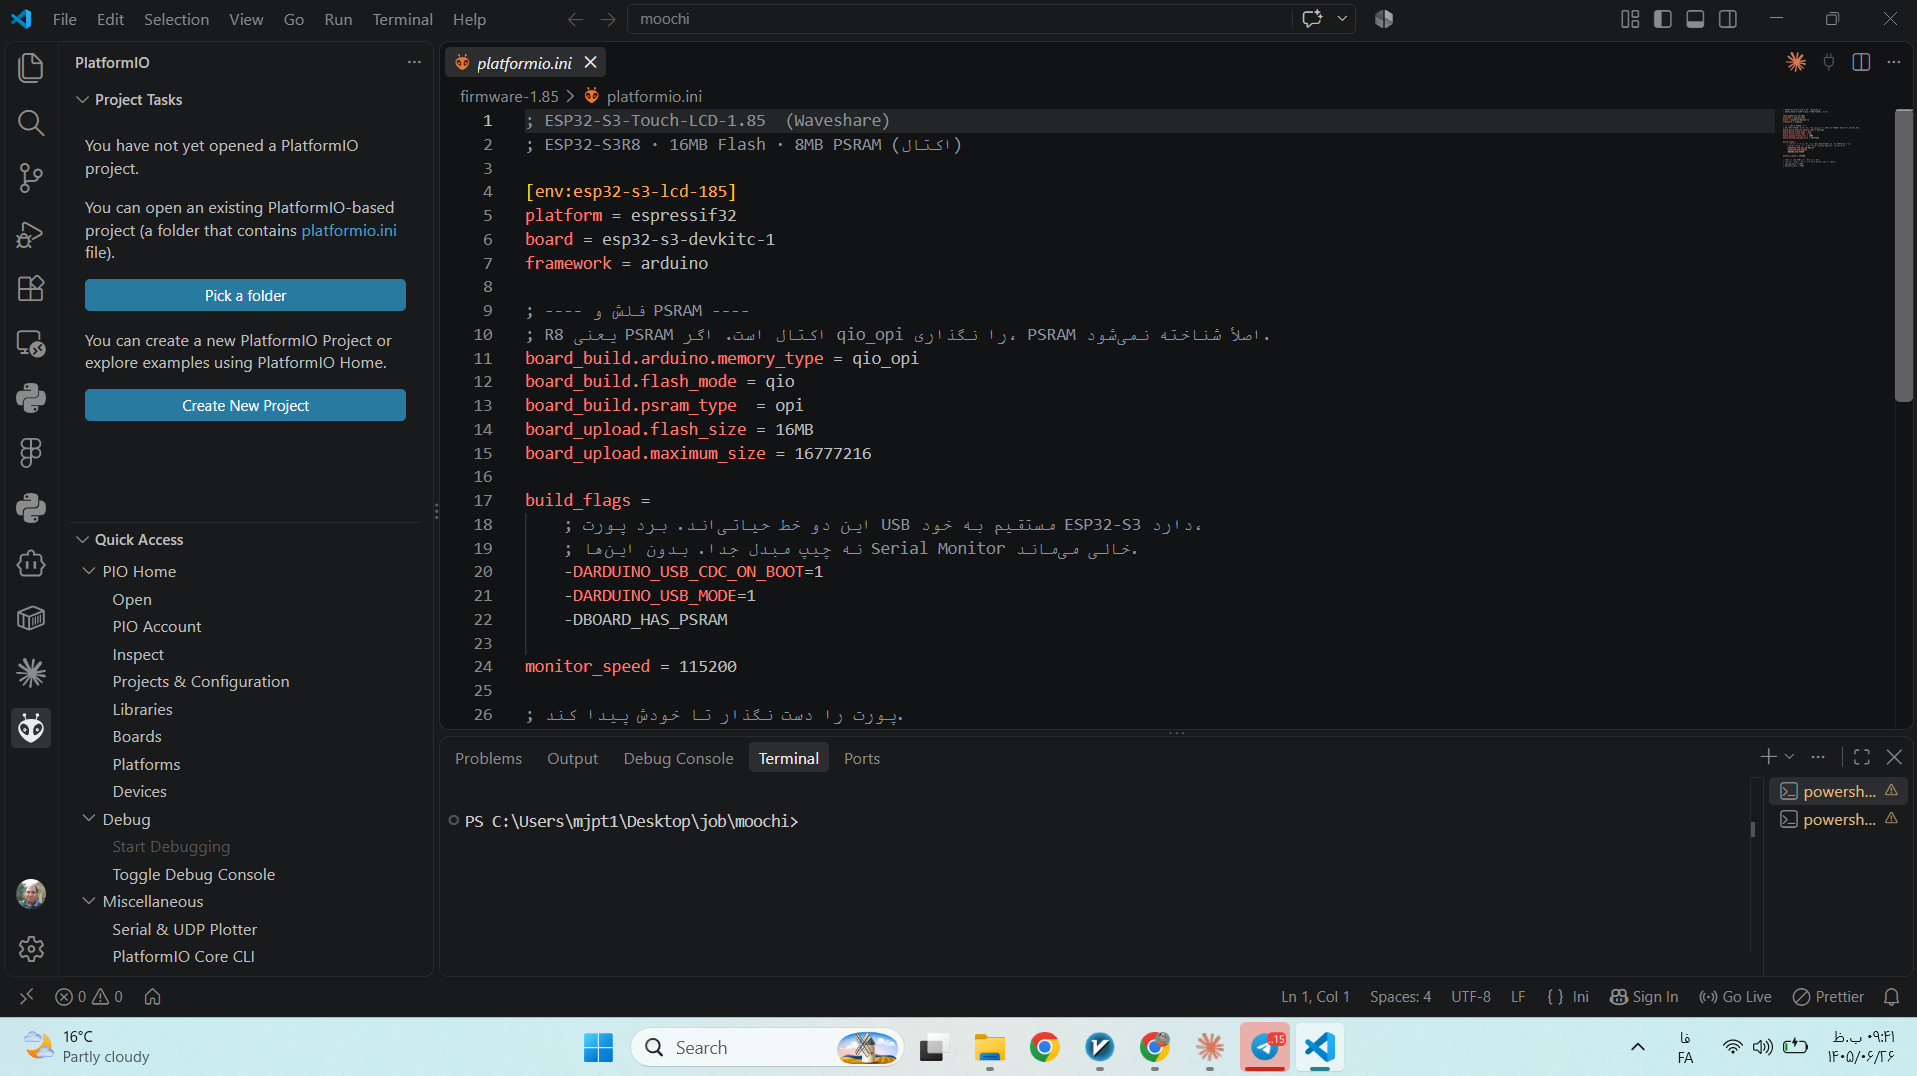 File Edit Selection View Go Run Terminal Help
moochi
PlatformIO
Project Tasks
You have not yet opened a PlatformIO
project.
You can open an existing PlatformIO-based
project (a folder that contains platformio.ini
file).
Pick a folder
You can create a new PlatformIO Project or
explore examples using PlatformIO Home.
Create New Project
Quick Access
PIO Home
Open
PIO Account
Inspect
Projects & Configuration
Libraries
Boards
Platforms
Devices
Debug
Start Debugging
Toggle Debug Console
Miscellaneous
Serial & UDP Plotter
PlatformIO Core CLI
platformio.ini
firmware-1.85 > platformio.ini
1 ; ESP32-S3-Touch-LCD-1.85  (Waveshare)
2 ; ESP32-S3R8 · 16MB Flash · 8MB PSRAM (اکتال)
3
4 [env:esp32-s3-lcd-185]
5 platform = espressif32
6 board = esp32-s3-devkitc-1
7 framework = arduino
8
9 ; ---- فلش و PSRAM ----
10 ; R8 یعنی PSRAM اکتال است. اگر qio_opi را نگذاری، PSRAM اصلاً شناخته نمی‌شود.
11 board_build.arduino.memory_type = qio_opi
12 board_build.flash_mode = qio
13 board_build.psram_type  = opi
14 board_upload.flash_size = 16MB
15 board_upload.maximum_size = 16777216
16
17 build_flags =
18 ; این دو خط حیاتی‌اند. برد پورت USB مستقیم به خود ESP32-S3 دارد،
19 ; نه چیپ مبدل جدا. بدون این‌ها Serial Monitor خالی می‌ماند.
20 -DARDUINO_USB_CDC_ON_BOOT=1
21 -DARDUINO_USB_MODE=1
22 -DBOARD_HAS_PSRAM
23
24 monitor_speed = 115200
25
26 ; پورت را دست نگذار تا خودش پیدا کند.
Problems Output Debug Console Terminal Ports
PS C:\Users\mjpt1\Desktop\job\moochi>
powersh...
powersh...
0 0
Ln 1, Col 1 Spaces: 4 UTF-8 LF { } Ini Sign In Go Live Prettier
16°C
Partly cloudy
Search
15
فا
FA
۰۹:۴۱ ب.ظ
۱۴۰۵/۰۶/۲۶